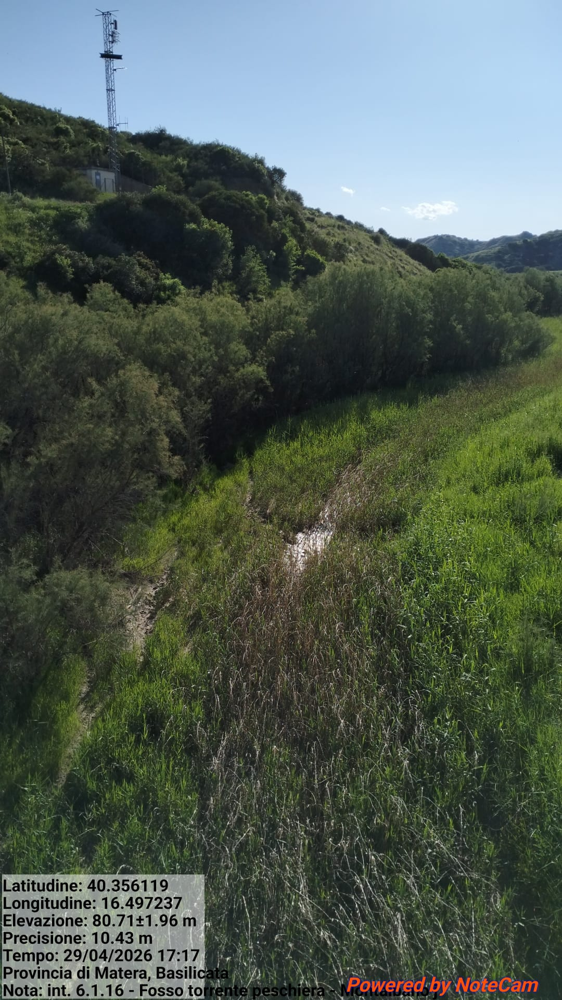 Latitudine: 40.356119
Longitudine: 16.497237
Elevazione: 80.71±1.96 m
Precisione: 10.43 m
Tempo: 29/04/2026 17:17
Provincia di Matera, Basilicata
Nota: int. 6.1.16 - Fosso torrente peschiera - Montalbano j
Powered by NoteCam